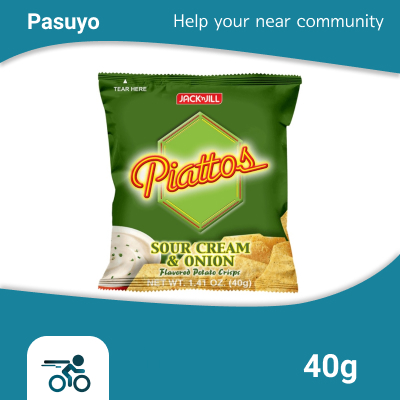 Pasuyo
Help your near community
TEAR HERE
JACK 'n JILL
Piattos
SOUR CREAM
& ONION
Flavored Potato Crisps
NET WT. 1.41 OZ. (40g)
40g